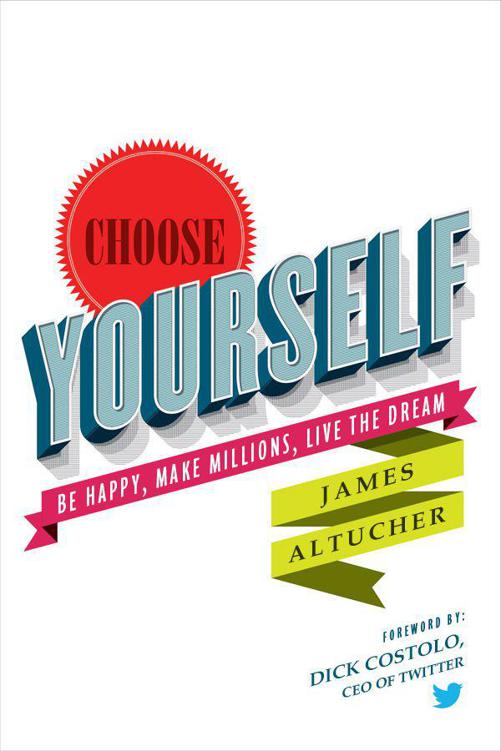 CHOOSE
YOURSELF
BE HAPPY, MAKE MILLIONS, LIVE THE DREAM
JAMES
ALTUCHER
FOREWORD BY:
DICK COSTOLO,
CEO OF TWITTER